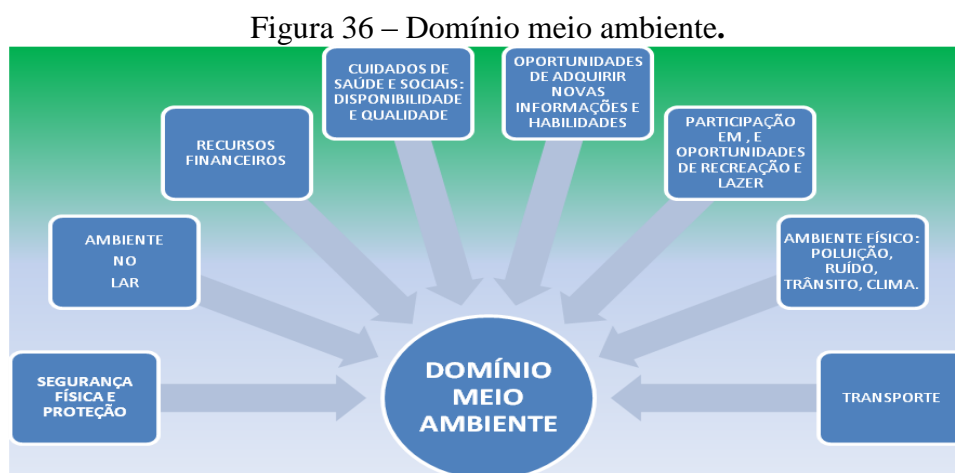 Figura 36 – Domínio meio ambiente.
CUIDADOS DE
SAÚDE E SOCIAIS:
DISPONIBILIDADE
E QUALIDADE
OPORTUNIDADES
DE ADQUIRIR
NOVAS
INFORMAÇÕES E
HABILIDADES
RECURSOS
FINANCEIROS
PARTICIPAÇÃO
EM , E
OPORTUNIDADES
DE RECREAÇÃO E
LAZER
AMBIENTE
NO
LAR
AMBIENTE FÍSICO:
POLUIÇÃO,
RUÍDO,
TRÂNSITO, CLIMA.
SEGURANÇA
FÍSICA E
PROTEÇÃO
DOMÍNIO
MEIO
AMBIENTE
TRANSPORTE